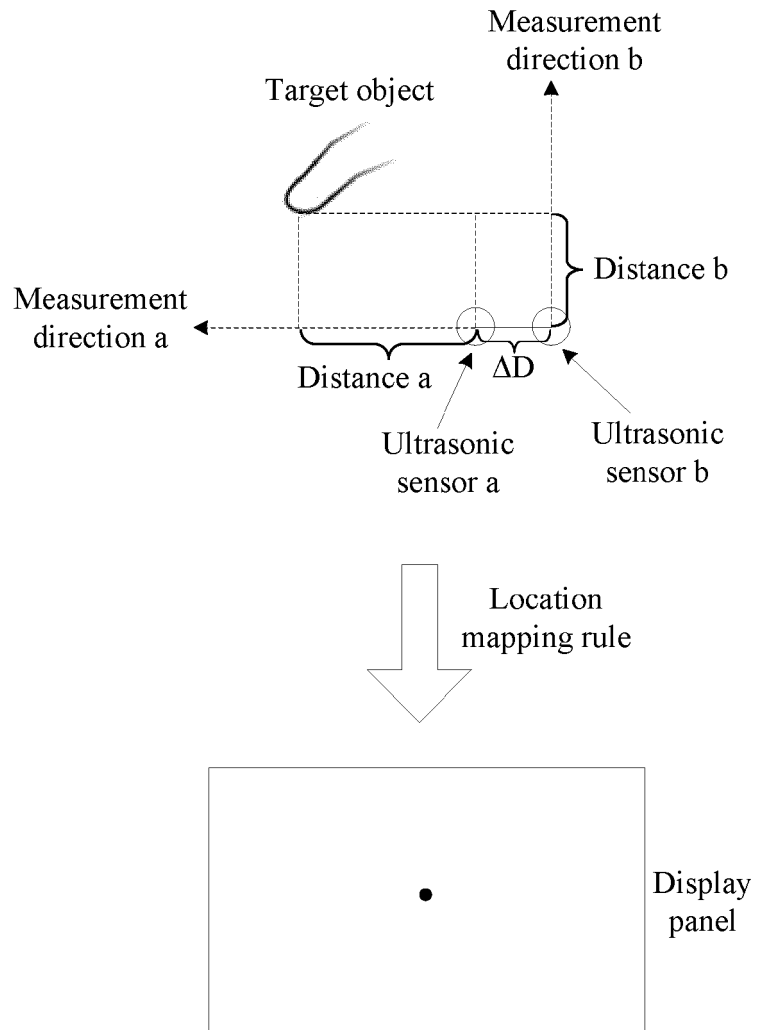 Measurement
direction b
Target object
Distance b
Measurement
direction a
Distance a
ΔD
Ultrasonic
sensor a
Ultrasonic
sensor b
Location
mapping rule
Display
panel